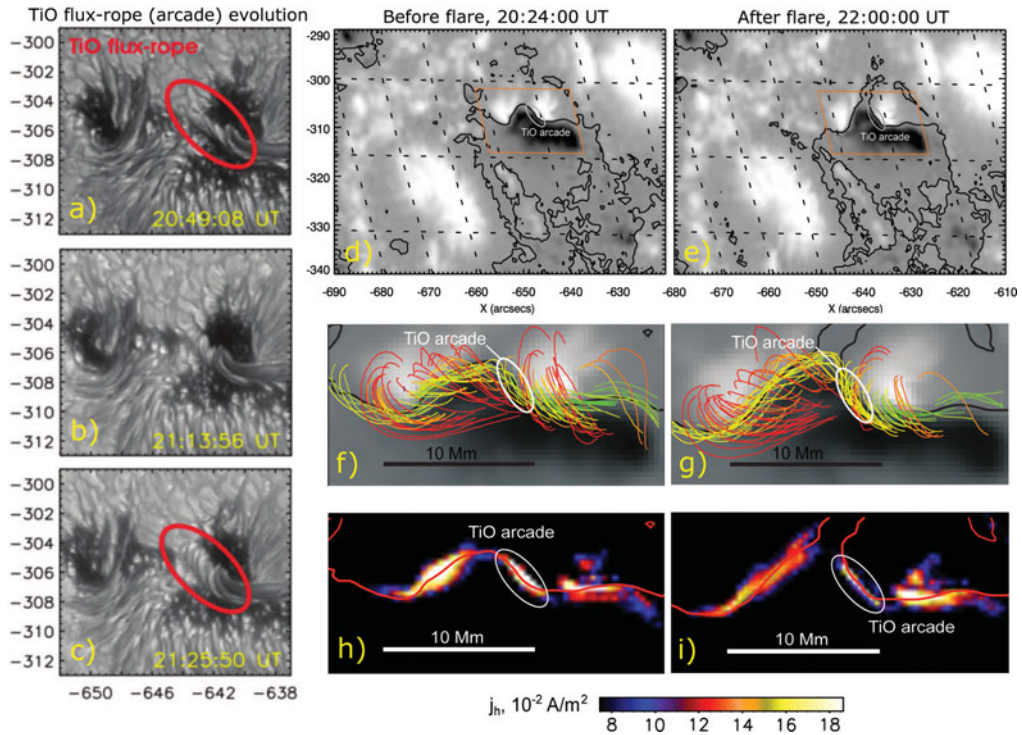 TiO flux-rope (arcade) evolution
TiO flux-rope
-300
-302
-304
-306
-308
-310
-312
a)
20:49:08 UT
-300
-302
-304
-306
-308
-310
-312
b)
21:13:56 UT
-300
-302
-304
-306
-308
-310
-312
c)
21:25:50 UT
-650
-646
-642
-638
Before flare, 20:24:00 UT
-290
-300
-310
-320
-330
-340
TiO arcade
d)
-690
-680
-670
-660
-650
-640
-630
X (arcsecs)
After flare, 22:00:00 UT
TiO arcade
e)
-680
-670
-660
-650
-640
-630
-620
-610
X (arcsecs)
TiO arcade
f)
10 Mm
TiO arcade
g)
10 Mm
TiO arcade
h)
10 Mm
TiO arcade
i)
10 Mm
jh, 10-2 A/m2
8
10
12
14
16
18